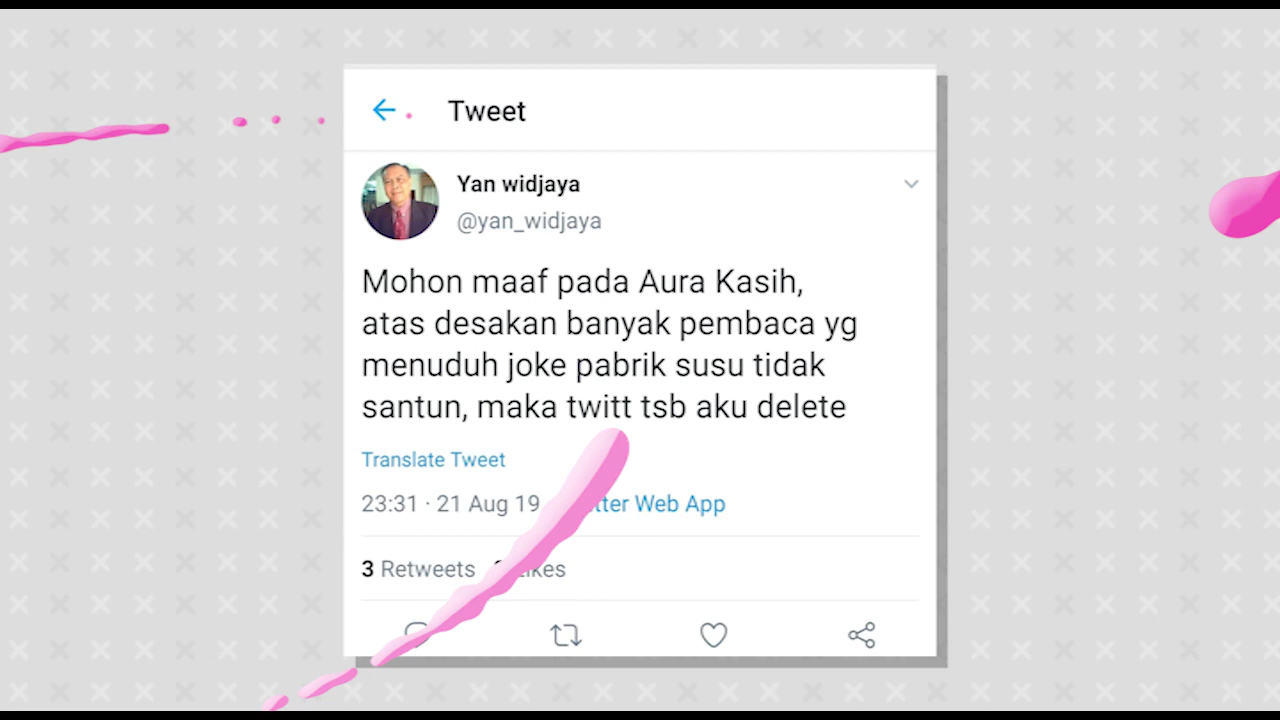 Tweet
Yan widjaya
@yan_widjaya
Mohon maaf pada Aura Kasih,
atas desakan banyak pembaca yg
menuduh joke pabrik susu tidak
santun, maka twitt tsb aku delete
Translate Tweet
23:31 · 21 Aug 19 Web App
3 Retweets